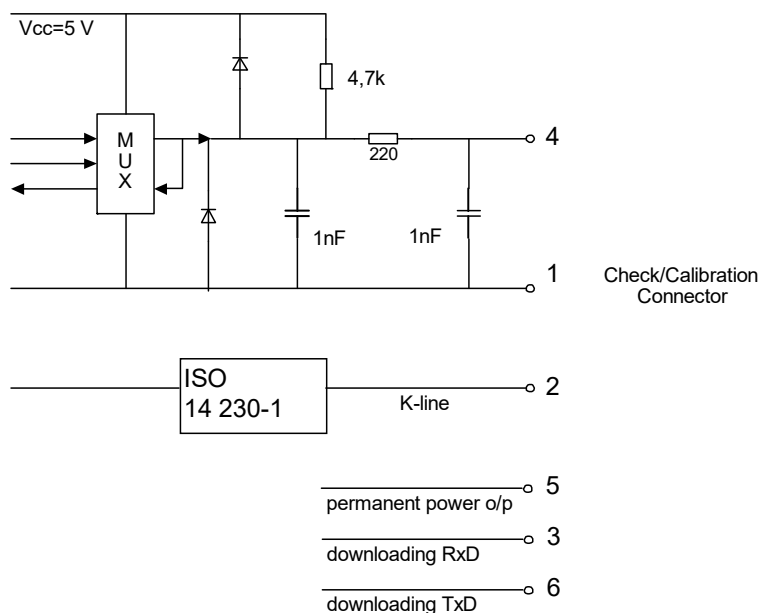 Vcc=5 V
4,7k
M
U
X
4
220
1nF
1nF
1
Check/Calibration
Connector
ISO
14 230-1
K-line
2
5
permanent power o/p
3
downloading RxD
6
downloading TxD